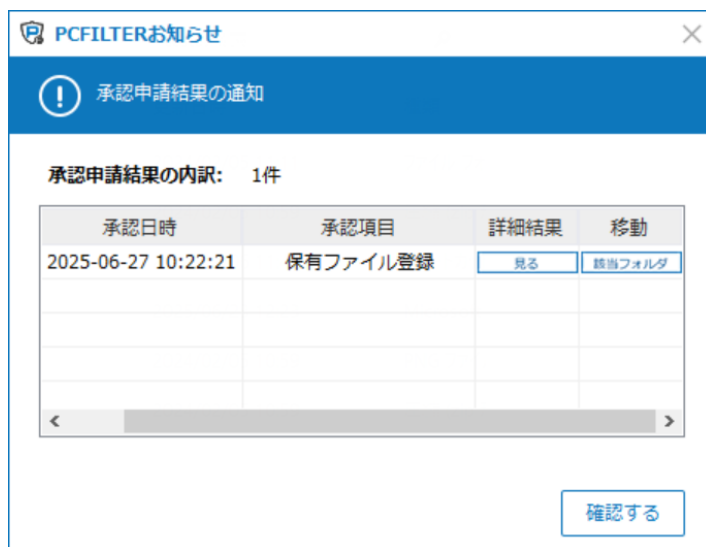 PCFILTERお知らせ
承認申請結果の通知
承認申請結果の内訳: 1件
承認日時 承認項目 詳細結果 移動
2025-06-27 10:22:21 保有ファイル登録 見る 該当フォルダ
確認する